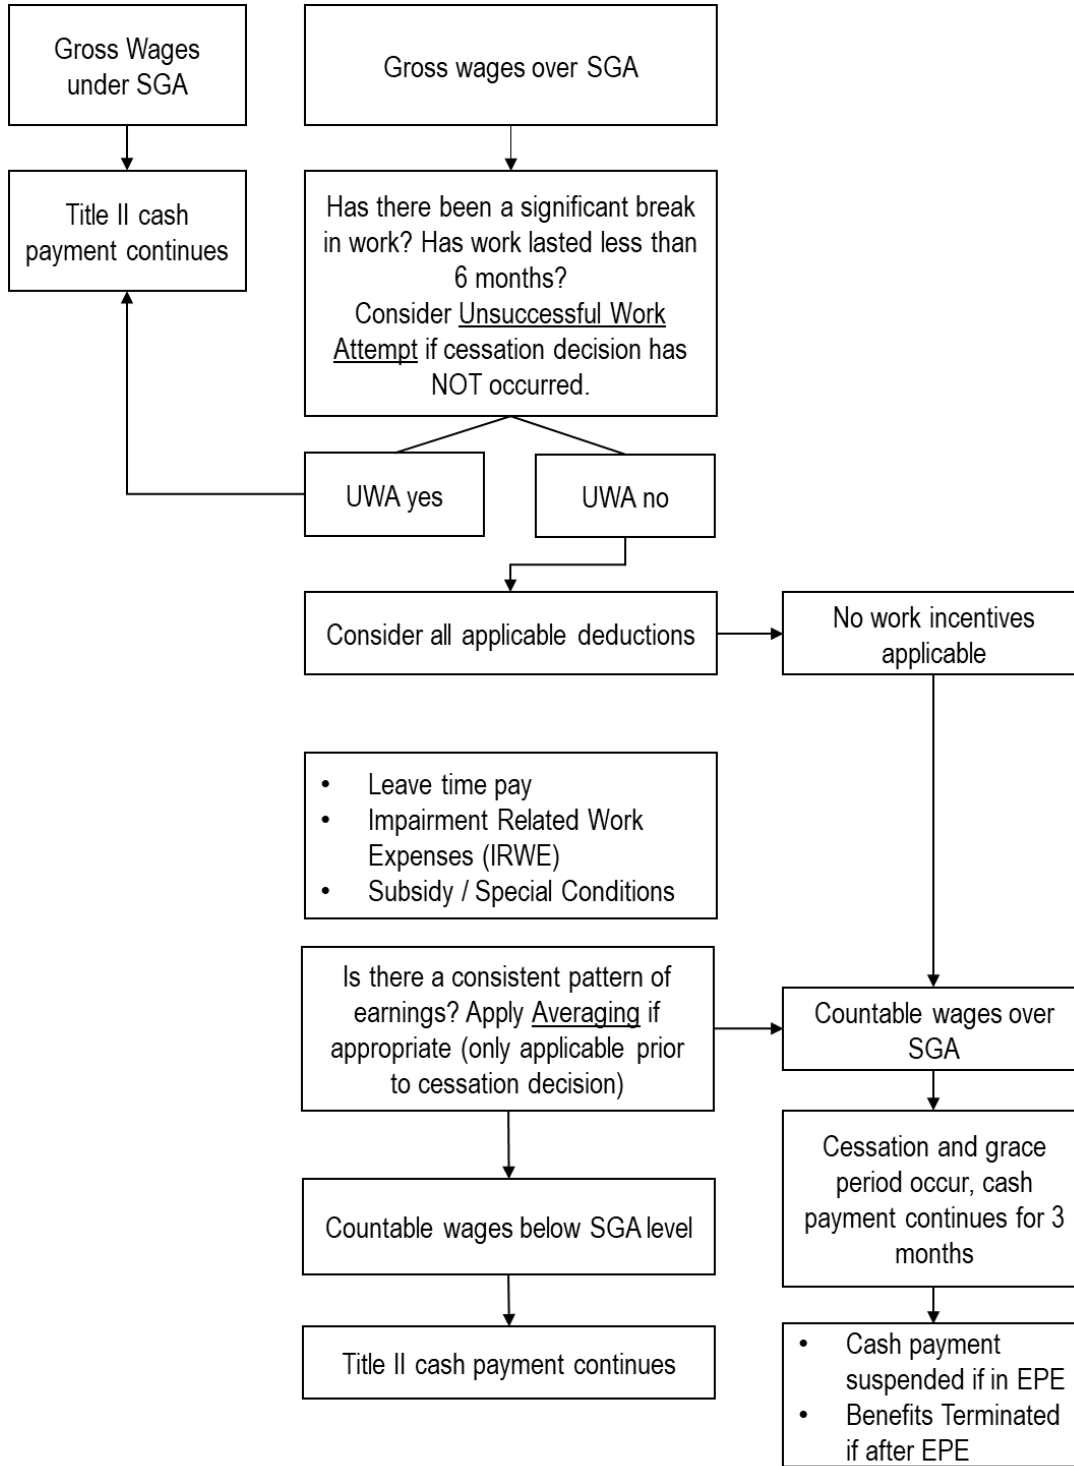 Gross Wages
under SGA
Gross wages over SGA
Title II cash
payment continues
Has there been a significant break
in work? Has work lasted less than
6 months?
Consider Unsuccessful Work
Attempt if cessation decision has
NOT occurred.
UWA yes
UWA no
Consider all applicable deductions
No work incentives
applicable
• Leave time pay
• Impairment Related Work
Expenses (IRWE)
• Subsidy / Special Conditions
Is there a consistent pattern of
earnings? Apply Averaging if
appropriate (only applicable prior
to cessation decision)
Countable wages over
SGA
Countable wages below SGA level
Cessation and grace
period occur, cash
payment continues for 3
months
Title II cash payment continues
• Cash payment
suspended if in EPE
• Benefits Terminated
if after EPE